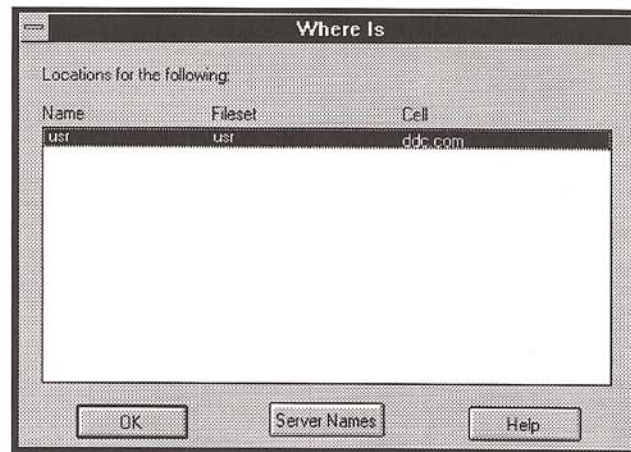 Where Is
Locations for the following:
Name Fileset Cell
usr usr ddc.com
OK Server Names Help